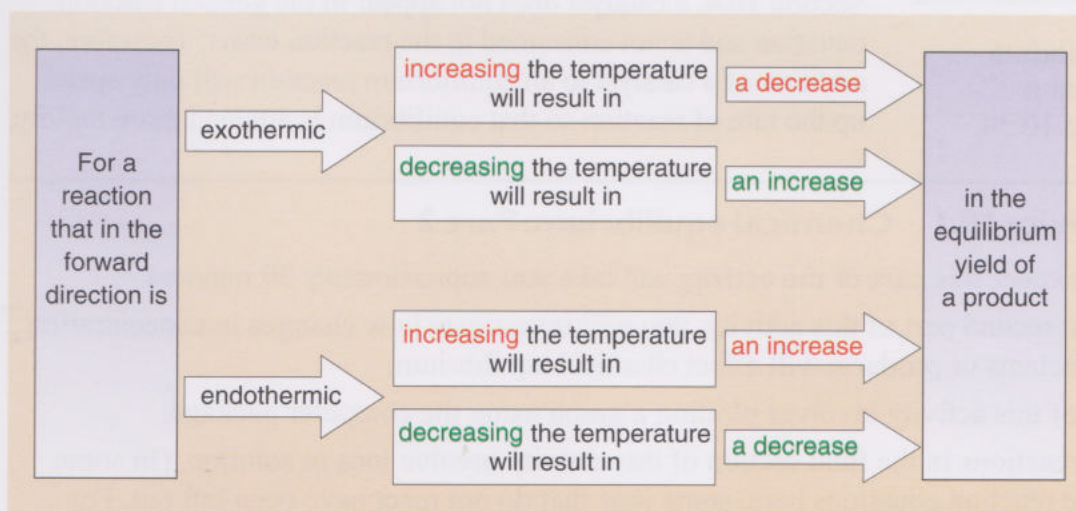 For a
reaction
that in the
forward
direction is
exothermic
increasing the temperature
will result in
a decrease
decreasing the temperature
will result in
an increase
endothermic
increasing the temperature
will result in
an increase
decreasing the temperature
will result in
a decrease
in the
equilibrium
yield of
a product